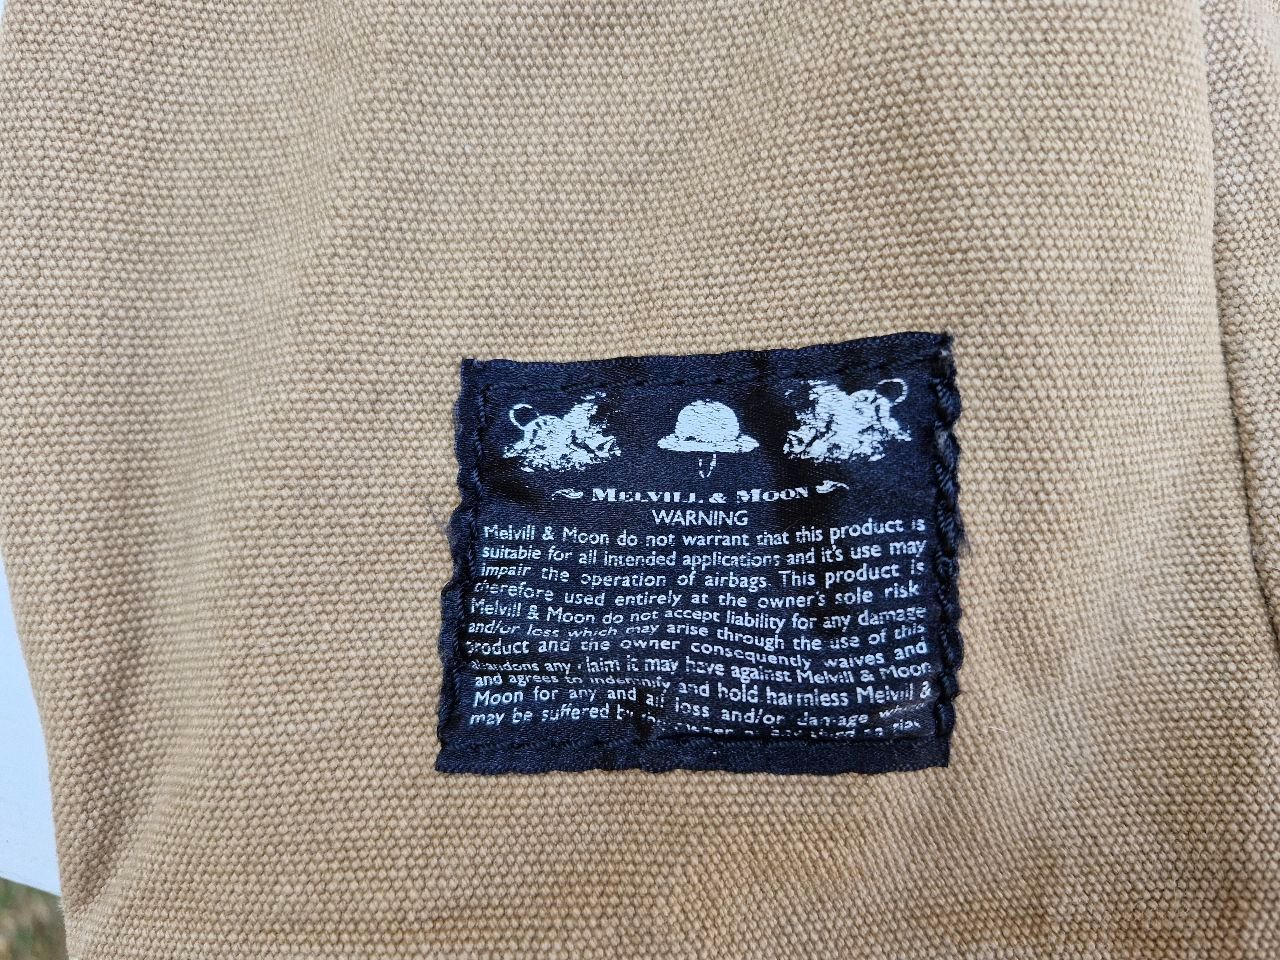 MELVILL & MOON
WARNING
Melvill & Moon do not warrant that this product is
suitable for all intended applications and it's use may
impair the operation of airbags. This product is
therefore used entirely at the owner's sole risk
Melvill & Moon do not accept liability for any damage
and/or loss which may arise through the use of this
product and the owner consequently waives and
abandons any claim it may have against Melvill & Moon
and agrees to indemnify and hold harmless Melvill &
Moon for any and all loss and/or damage which
may be suffered by the owner or any third